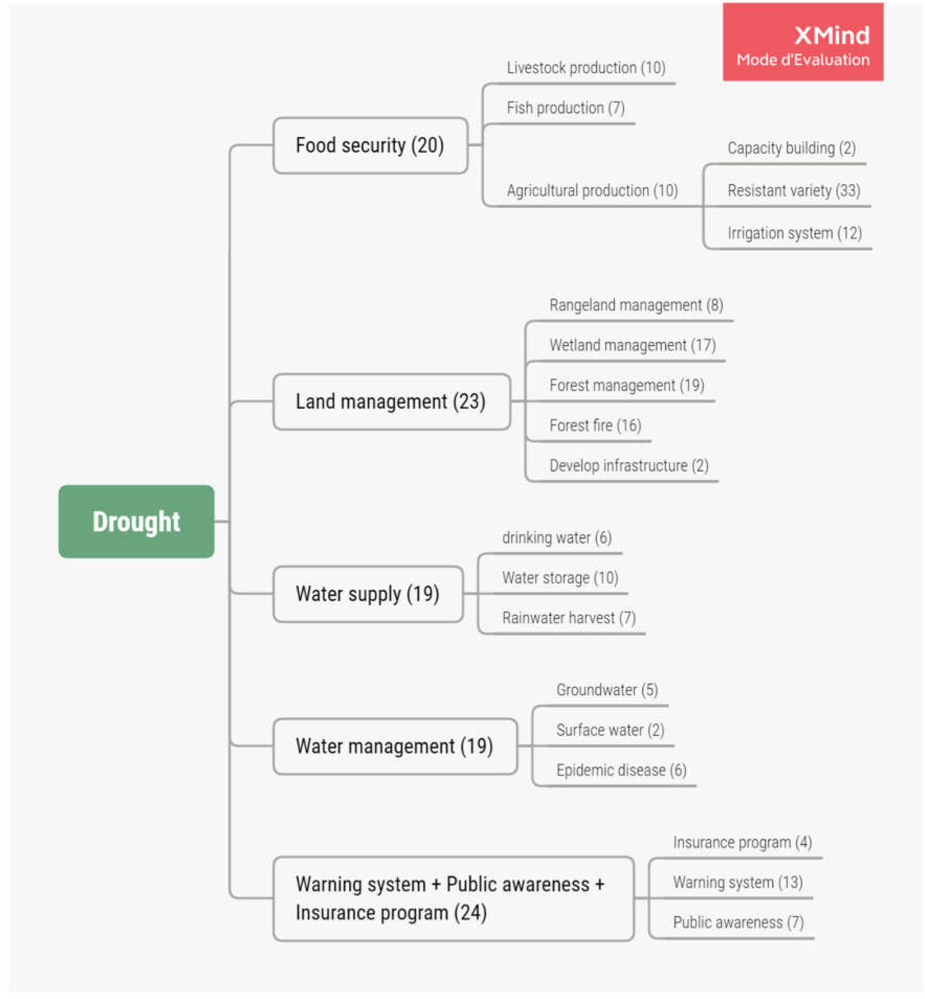 XMind
Mode d'Evaluation
Livestock production (10)
Fish production (7)
Food security (20)
Capacity building (2)
Agricultural production (10)
Resistant variety (33)
Irrigation system (12)
Rangeland management (8)
Wetland management (17)
Forest management (19)
Land management (23)
Forest fire (16)
Develop infrastructure (2)
Drought
drinking water (6)
Water storage (10)
Water supply (19)
Rainwater harvest (7)
Groundwater (5)
Surface water (2)
Water management (19)
Epidemic disease (6)
Insurance program (4)
Warning system + Public awareness +
Insurance program (24)
Warning system (13)
Public awareness (7)